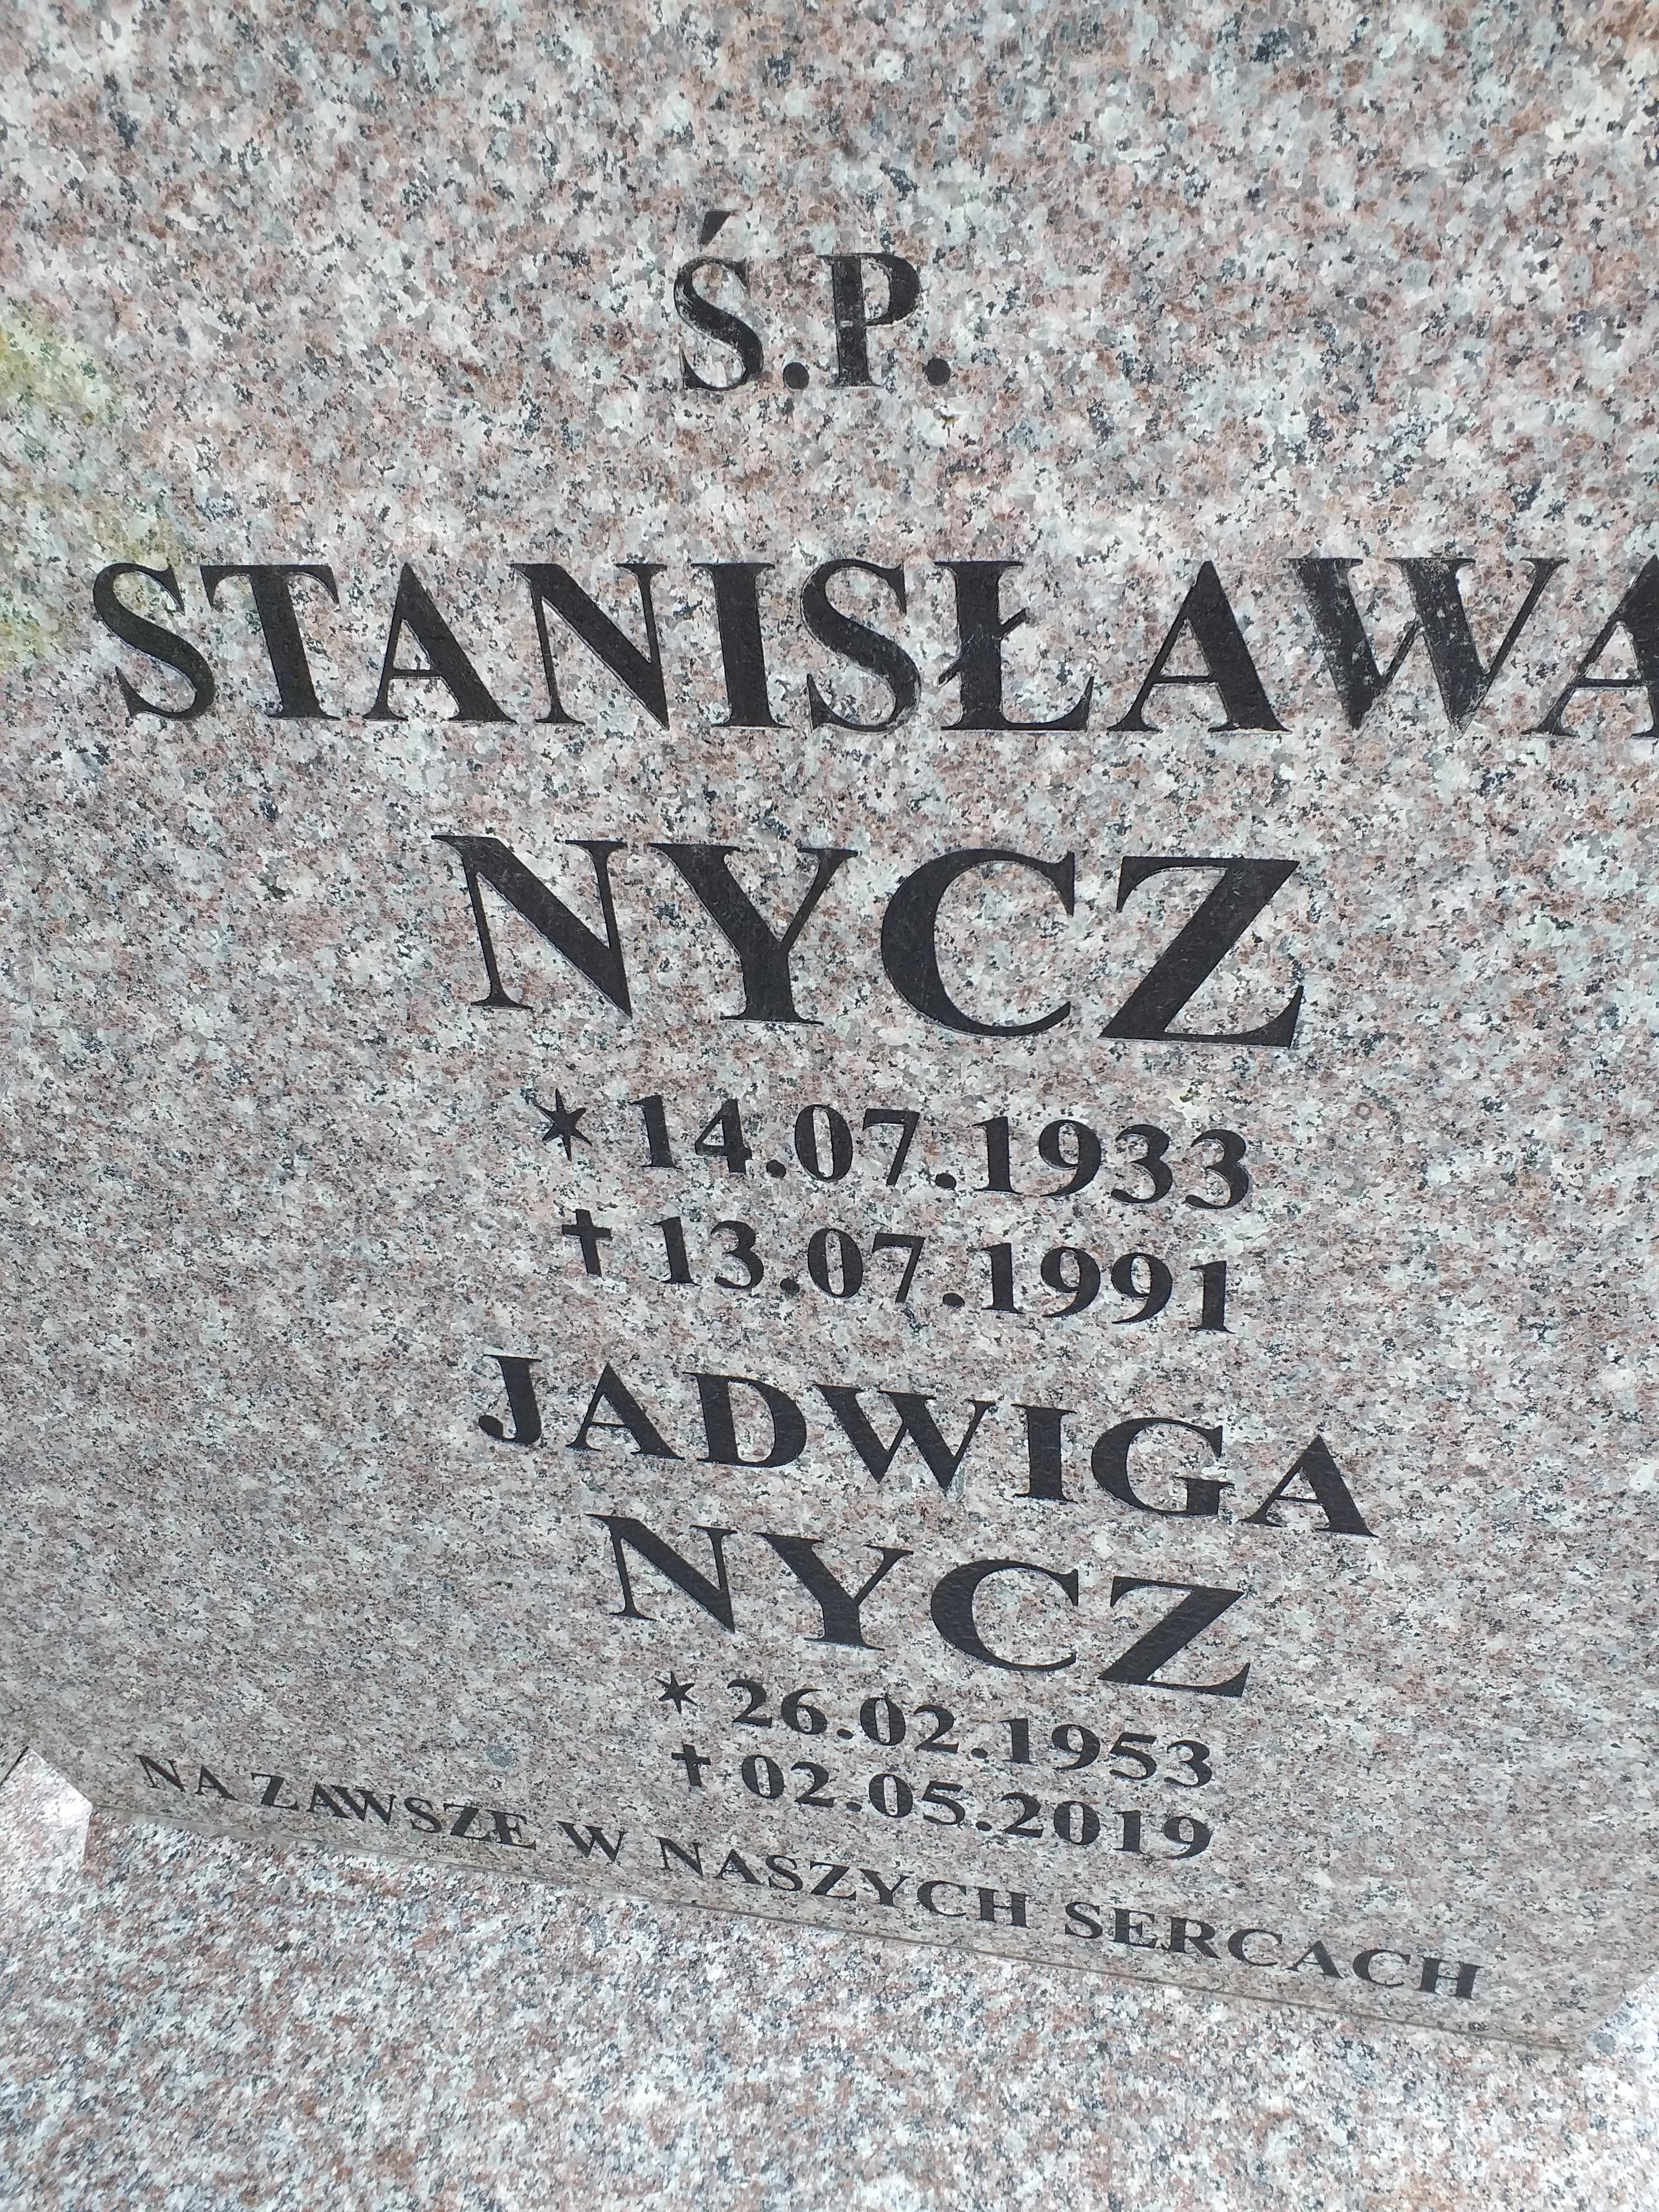 Ś.P.
STANISŁAWA
NYCZ
* 14.07.1933
† 13.07.1991
JADWIGA
NYCZ
* 26.02.1953
† 02.05.2019
NA ZAWSZE W NASZYCH SERCACH